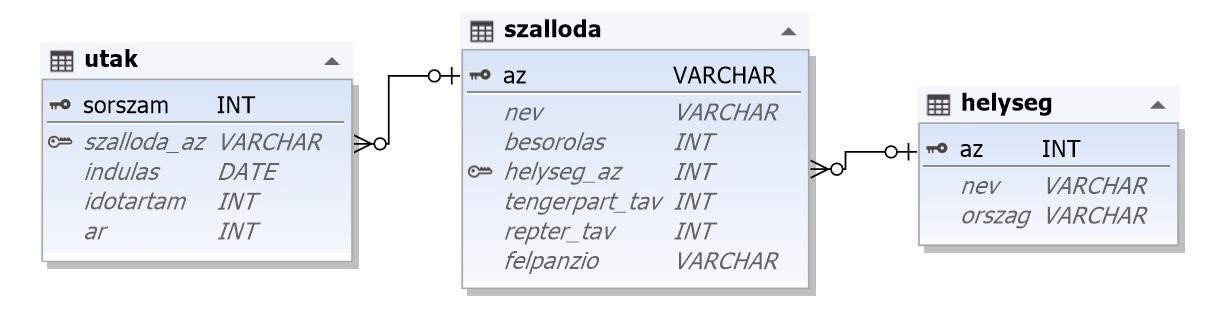 utak
sorszam INT
szalloda_az VARCHAR
indulas DATE
idotartam INT
ar INT
szalloda
az VARCHAR
nev VARCHAR
besorolas INT
helyseg_az INT
tengerpart_tav INT
repter_tav INT
felpanzio VARCHAR
helyseg
az INT
nev VARCHAR
orszag VARCHAR